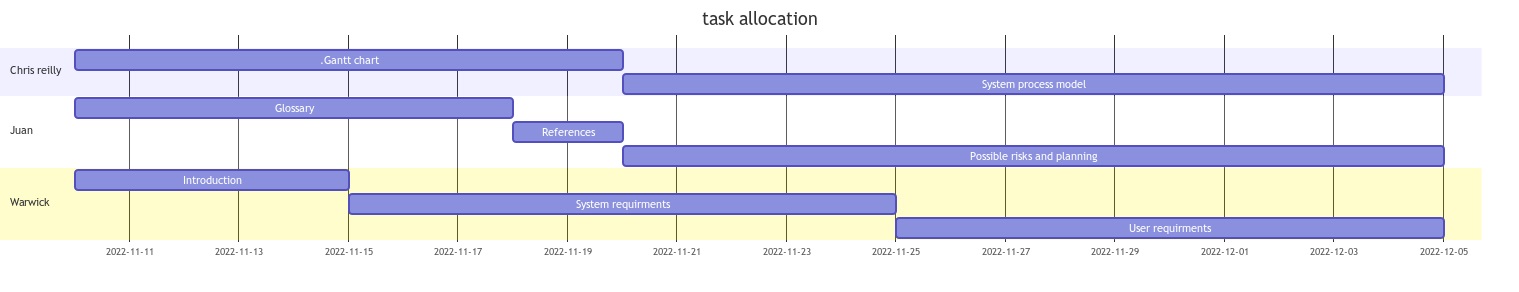 task allocation
Chris reilly
.Gantt chart
System process model
Juan
Glossary
References
Possible risks and planning
Warwick
Introduction
System requirments
User requirments
2022-11-11 2022-11-13 2022-11-15 2022-11-17 2022-11-19 2022-11-21 2022-11-23 2022-11-25 2022-11-27 2022-11-29 2022-12-01 2022-12-03 2022-12-05